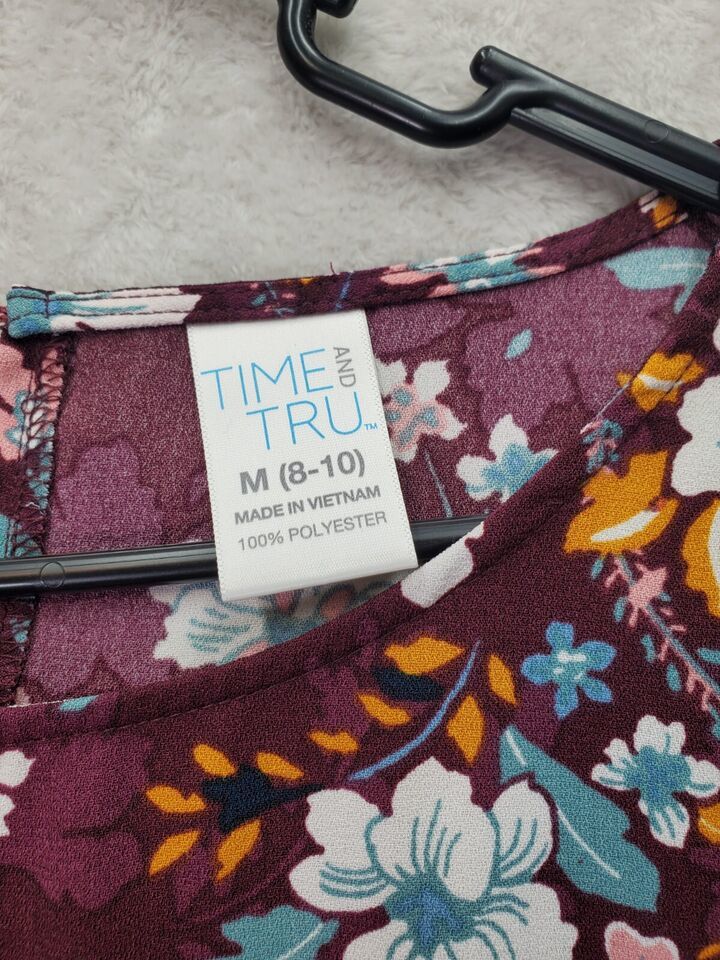 TIME AND
TRU™
M (8-10)
MADE IN VIETNAM
100% POLYESTER